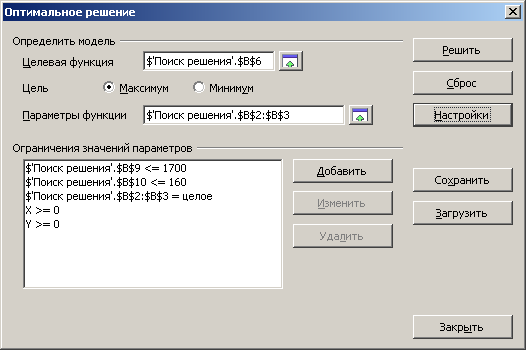 Оптимальное решение
Определить модель
Целевая функция
$'Поиск решения'.$B$6
Решить
Цель
Максимум
Минимум
Сброс
Параметры функции
$'Поиск решения'.$B$2:$B$3
Настройки
Ограничения значений параметров
$'Поиск решения'.$B$9 <= 1700
$'Поиск решения'.$B$10 <= 160
$'Поиск решения'.$B$2:$B$3 = целое
X >= 0
Y >= 0
Добавить
Изменить
Удалить
Сохранить
Загрузить
Закрыть